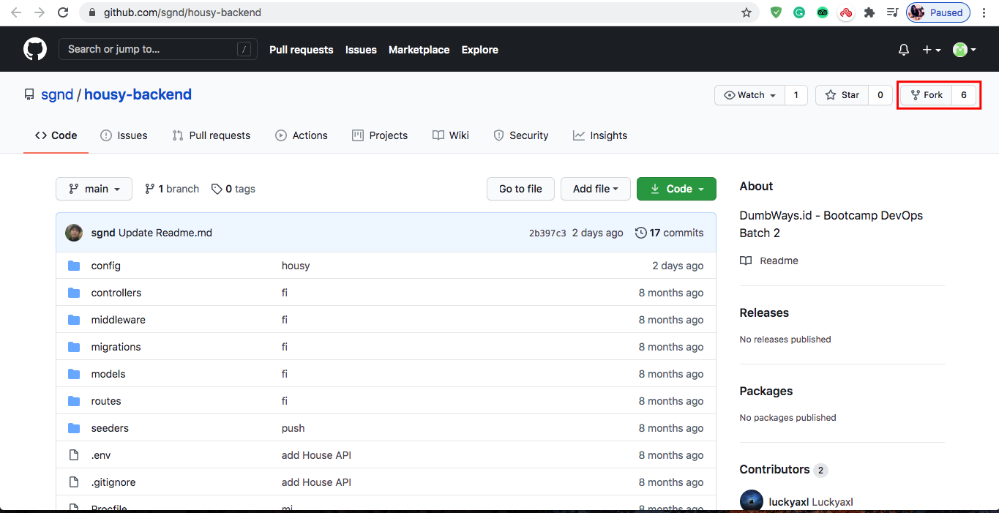 github.com/sgnd/housy-backend
Paused
Search or jump to... /
Pull requests Issues Marketplace Explore
sgnd / housy-backend
Watch 1 Star 0 Fork 6
Code Issues Pull requests Actions Projects Wiki Security Insights
main 1 branch 0 tags Go to file Add file Code
sgnd Update Readme.md 2b397c3 2 days ago 17 commits
config housy 2 days ago
controllers fi 8 months ago
middleware fi 8 months ago
migrations fi 8 months ago
models fi 8 months ago
routes fi 8 months ago
seeders push 8 months ago
.env add House API 8 months ago
.gitignore add House API 8 months ago
Procfile mi 8 months ago
About
DumbWays.id - Bootcamp DevOps
Batch 2
Readme
Releases
No releases published
Packages
No packages published
Contributors 2
luckyaxl Luckyaxl